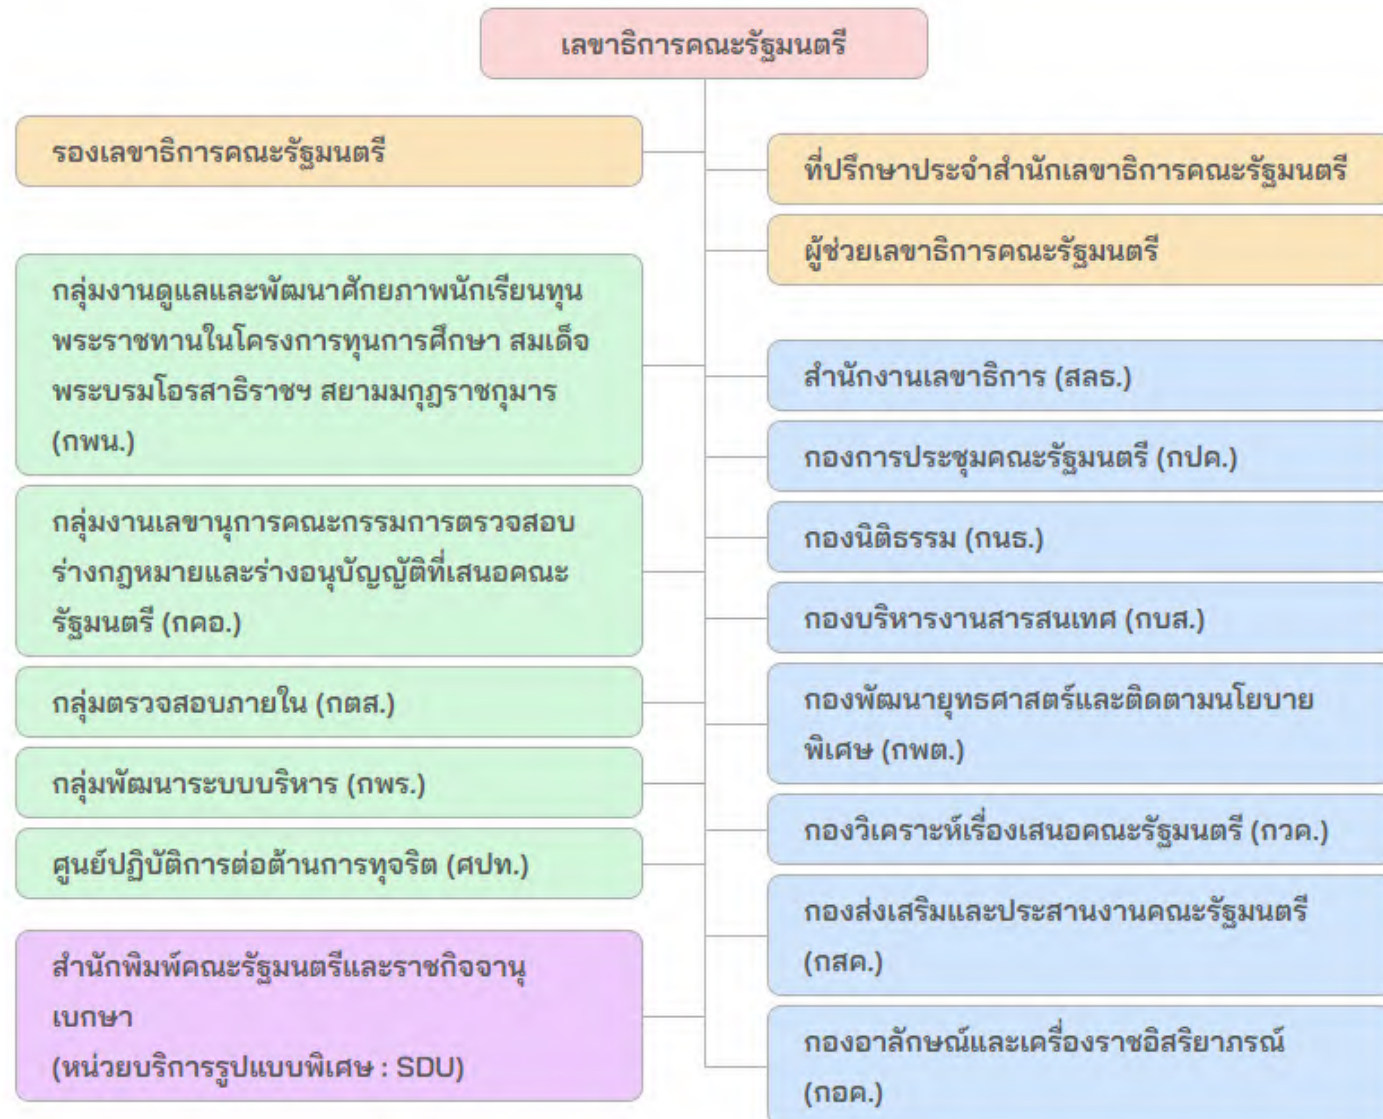 เลขาธิการคณะรัฐมนตรี
รองเลขาธิการคณะรัฐมนตรี
ที่ปรึกษาประจำสำนักเลขาธิการคณะรัฐมนตรี
ผู้ช่วยเลขาธิการคณะรัฐมนตรี
กลุ่มงานดูแลและพัฒนาศักยภาพนักเรียนทุน
พระราชทานในโครงการทุนการศึกษา สมเด็จ
พระบรมโอรสาธิราชฯ สยามมกุฎราชกุมาร
(กพน.)
กลุ่มงานเลขานุการคณะกรรมการตรวจสอบ
ร่างกฎหมายและร่างอนุบัญญัติที่เสนอคณะ
รัฐมนตรี (กคอ.)
กลุ่มตรวจสอบภายใน (กตส.)
กลุ่มพัฒนาระบบบริหาร (กพร.)
ศูนย์ปฏิบัติการต่อต้านการทุจริต (ศปท.)
สำนักพิมพ์คณะรัฐมนตรีและราชกิจจานุ
เบกษา
(หน่วยบริการรูปแบบพิเศษ : SDU)
สำนักงานเลขาธิการ (สลธ.)
กองการประชุมคณะรัฐมนตรี (กปค.)
กองนิติธรรม (กนธ.)
กองบริหารงานสารสนเทศ (กบส.)
กองพัฒนายุทธศาสตร์และติดตามนโยบาย
พิเศษ (กพต.)
กองวิเคราะห์เรื่องเสนอคณะรัฐมนตรี (กวค.)
กองส่งเสริมและประสานงานคณะรัฐมนตรี
(กสค.)
กองอาลักษณ์และเครื่องราชอิสริยาภรณ์
(กอค.)